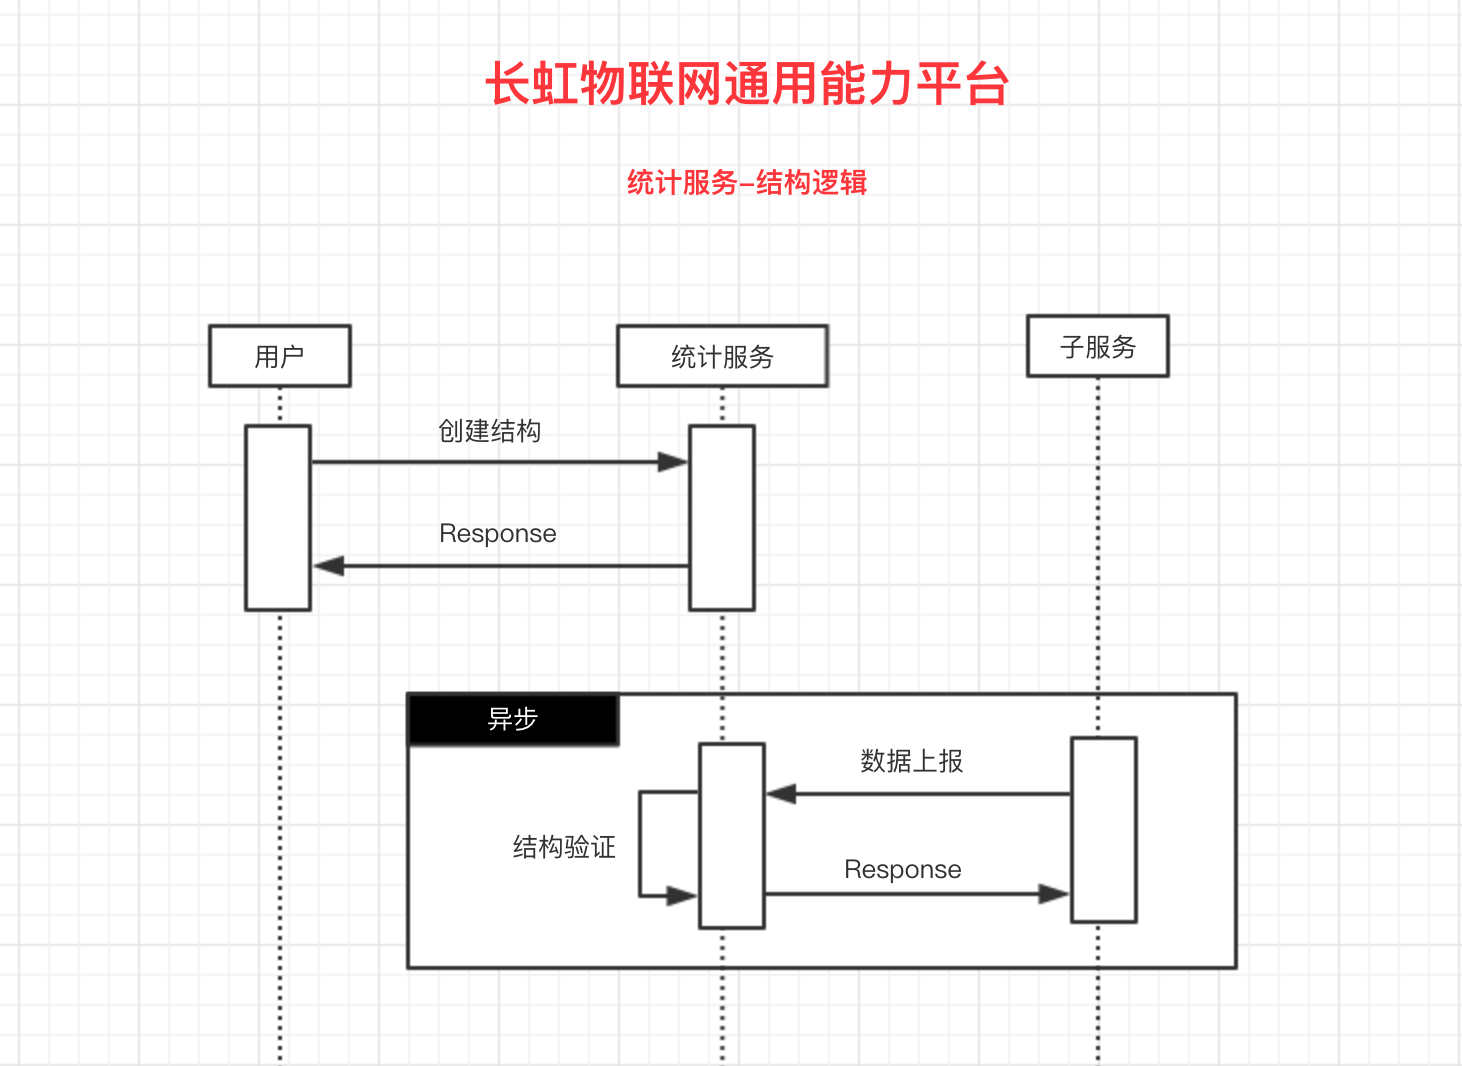 长虹物联网通用能力平台
统计服务-结构逻辑
用户
统计服务
子服务
创建结构
Response
异步
数据上报
结构验证
Response